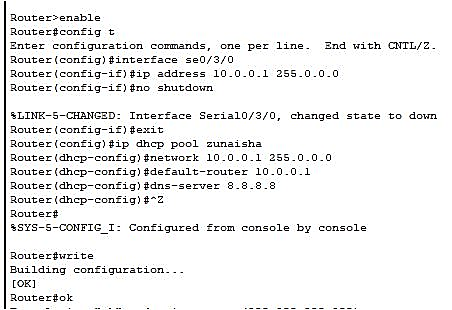 Router>enable
Router#config t
Enter configuration commands, one per line.  End with CNTL/Z.
Router(config)#interface se0/3/0
Router(config-if)#ip address 10.0.0.1 255.0.0.0
Router(config-if)#no shutdown

%LINK-5-CHANGED: Interface Serial0/3/0, changed state to down
Router(config-if)#exit
Router(config)#ip dhcp pool zunaisha
Router(dhcp-config)#network 10.0.0.1 255.0.0.0
Router(dhcp-config)#default-router 10.0.0.1
Router(dhcp-config)#dns-server 8.8.8.8
Router(dhcp-config)#^Z
Router#
%SYS-5-CONFIG_I: Configured from console by console

Router#write
Building configuration...
[OK]
Router#ok